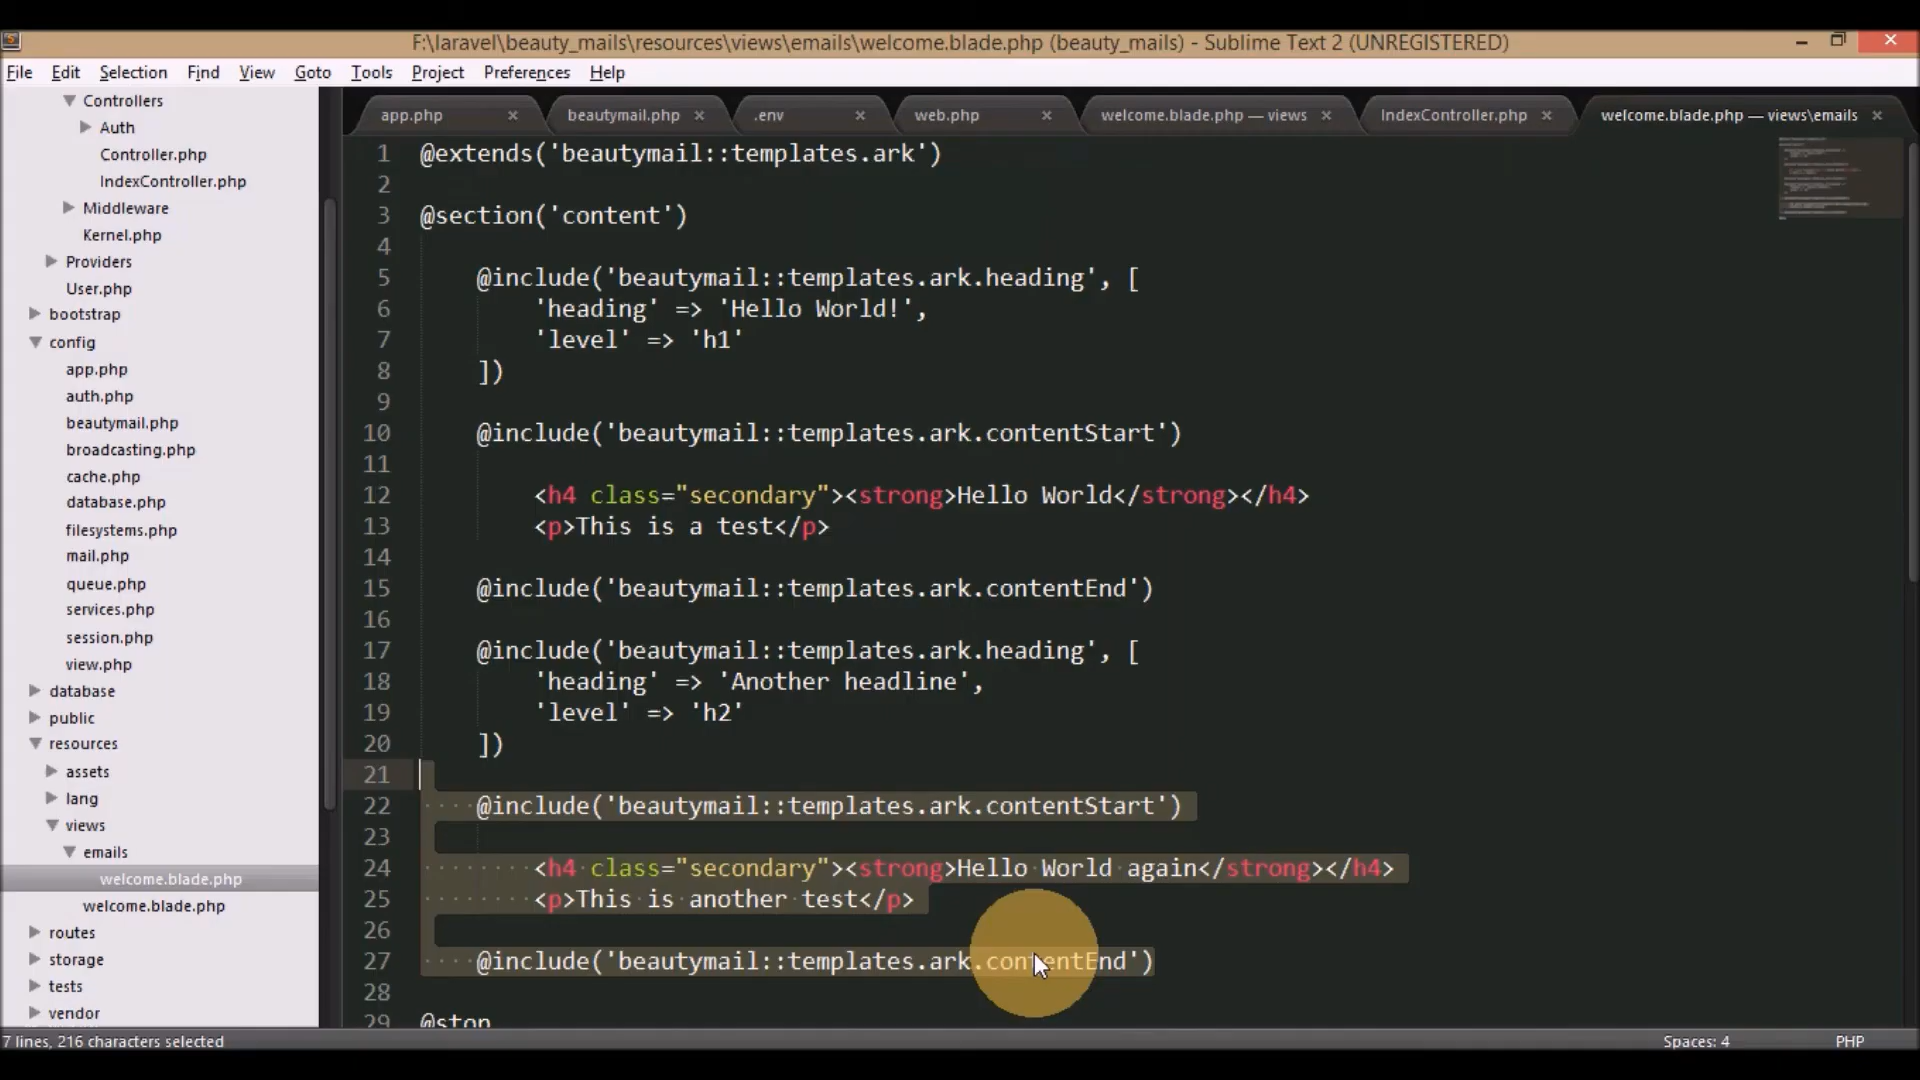 F:\laravel\beauty_mails\resources\views\emails\welcome.blade.php (beauty_mails) - Sublime Text 2 (UNREGISTERED)
File Edit Selection Find View Goto Tools Project Preferences Help
Controllers
Auth
Controller.php
IndexController.php
Middleware
Kernel.php
Providers
User.php
bootstrap
config
app.php
auth.php
beautymail.php
broadcasting.php
cache.php
database.php
filesystems.php
mail.php
queue.php
services.php
session.php
view.php
database
public
resources
assets
lang
views
emails
welcome.blade.php
welcome.blade.php
routes
storage
tests
vendor
app.php beautymail.php .env web.php welcome.blade.php — views IndexController.php welcome.blade.php — views\emails
1 @extends('beautymail::templates.ark')
2
3 @section('content')
4
5 @include('beautymail::templates.ark.heading', [
6 'heading' => 'Hello World!',
7 'level' => 'h1'
8 ])
9
10 @include('beautymail::templates.ark.contentStart')
11
12 <h4 class="secondary"><strong>Hello World</strong></h4>
13 <p>This is a test</p>
14
15 @include('beautymail::templates.ark.contentEnd')
16
17 @include('beautymail::templates.ark.heading', [
18 'heading' => 'Another headline',
19 'level' => 'h2'
20 ])
21
22 @include('beautymail::templates.ark.contentStart')
23
24 <h4 class="secondary"><strong>Hello World again</strong></h4>
25 <p>This is another test</p>
26
27 @include('beautymail::templates.ark.contentEnd')
28
29 @stop
7 lines, 216 characters selected Spaces: 4 PHP